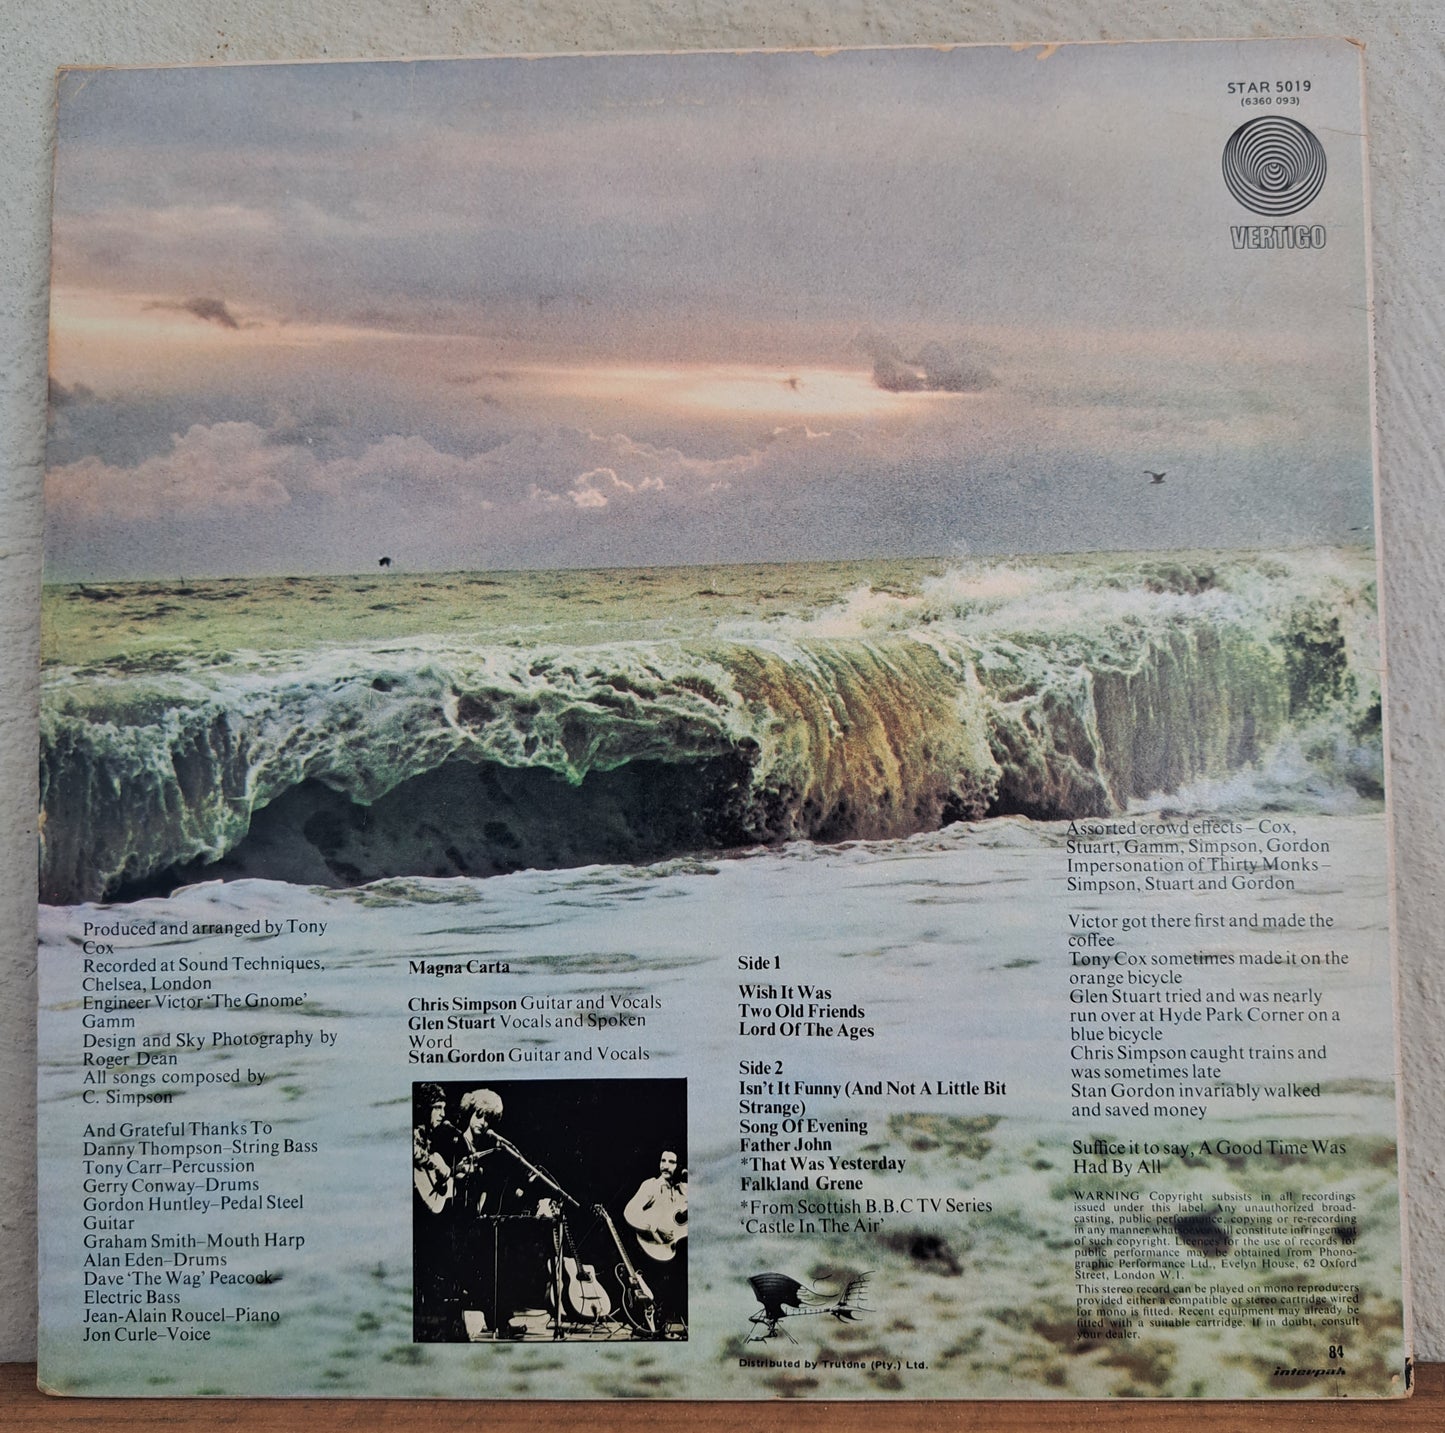 STAR 5019
(6360 093)
VERTIGO
Produced and arranged by Tony
Cox
Recorded at Sound Techniques,
Chelsea, London
Engineer Victor 'The Gnome'
Gamm
Design and Sky Photography by
Roger Dean
All songs composed by
C. Simpson
And Grateful Thanks To
Danny Thompson–String Bass
Tony Carr–Percussion
Gerry Conway–Drums
Gordon Huntley–Pedal Steel
Guitar
Graham Smith–Mouth Harp
Alan Eden–Drums
Dave 'The Wag' Peacock–
Electric Bass
Jean-Alain Roucel–Piano
Jon Curle–Voice
Magna Carta
Chris Simpson Guitar and Vocals
Glen Stuart Vocals and Spoken
Word
Stan Gordon Guitar and Vocals
Side 1
Wish It Was
Two Old Friends
Lord Of The Ages
Side 2
Isn't It Funny (And Not A Little Bit
Strange)
Song Of Evening
Father John
*That Was Yesterday
Falkland Grene
*From Scottish B.B.C TV Series
'Castle In The Air'
Distributed by Trutone (Pty.) Ltd.
Assorted crowd effects – Cox,
Stuart, Gamm, Simpson, Gordon
Impersonation of Thirty Monks –
Simpson, Stuart and Gordon
Victor got there first and made the
coffee
Tony Cox sometimes made it on the
orange bicycle
Glen Stuart tried and was nearly
run over at Hyde Park Corner on a
blue bicycle
Chris Simpson caught trains and
was sometimes late
Stan Gordon invariably walked
and saved money
Suffice it to say, A Good Time Was
Had By All
WARNING Copyright subsists in all recordings
issued under this label. Any unauthorized broad-
casting, public performance, copying or re-recording
in any manner whatsoever will constitute infringement
of such copyright. Licences for the use of records for
public performance may be obtained from Phono-
graphic Performance Ltd., Evelyn House, 62 Oxford
Street, London W.1.
This stereo record can be played on mono reproducers
provided either a compatible or stereo cartridge wired
for mono is fitted. Recent equipment may already be
fitted with a suitable cartridge. If in doubt, consult
your dealer.
84
interpak